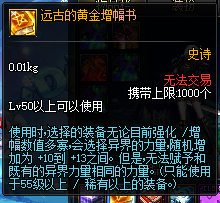 远古的黄金增幅书
史诗
0.01kg
无法交易
携带上限:1000个
Lv50以上可以使用
使用时,选择的装备无论目前强化 /增
幅数值多寡,会选择异界的力量,随机增
加为 +10到 +13之间。但是,无法赋予和
既有的异界力量相同的力量。(只能使用于
55级以上 / 稀有以上的装备。)